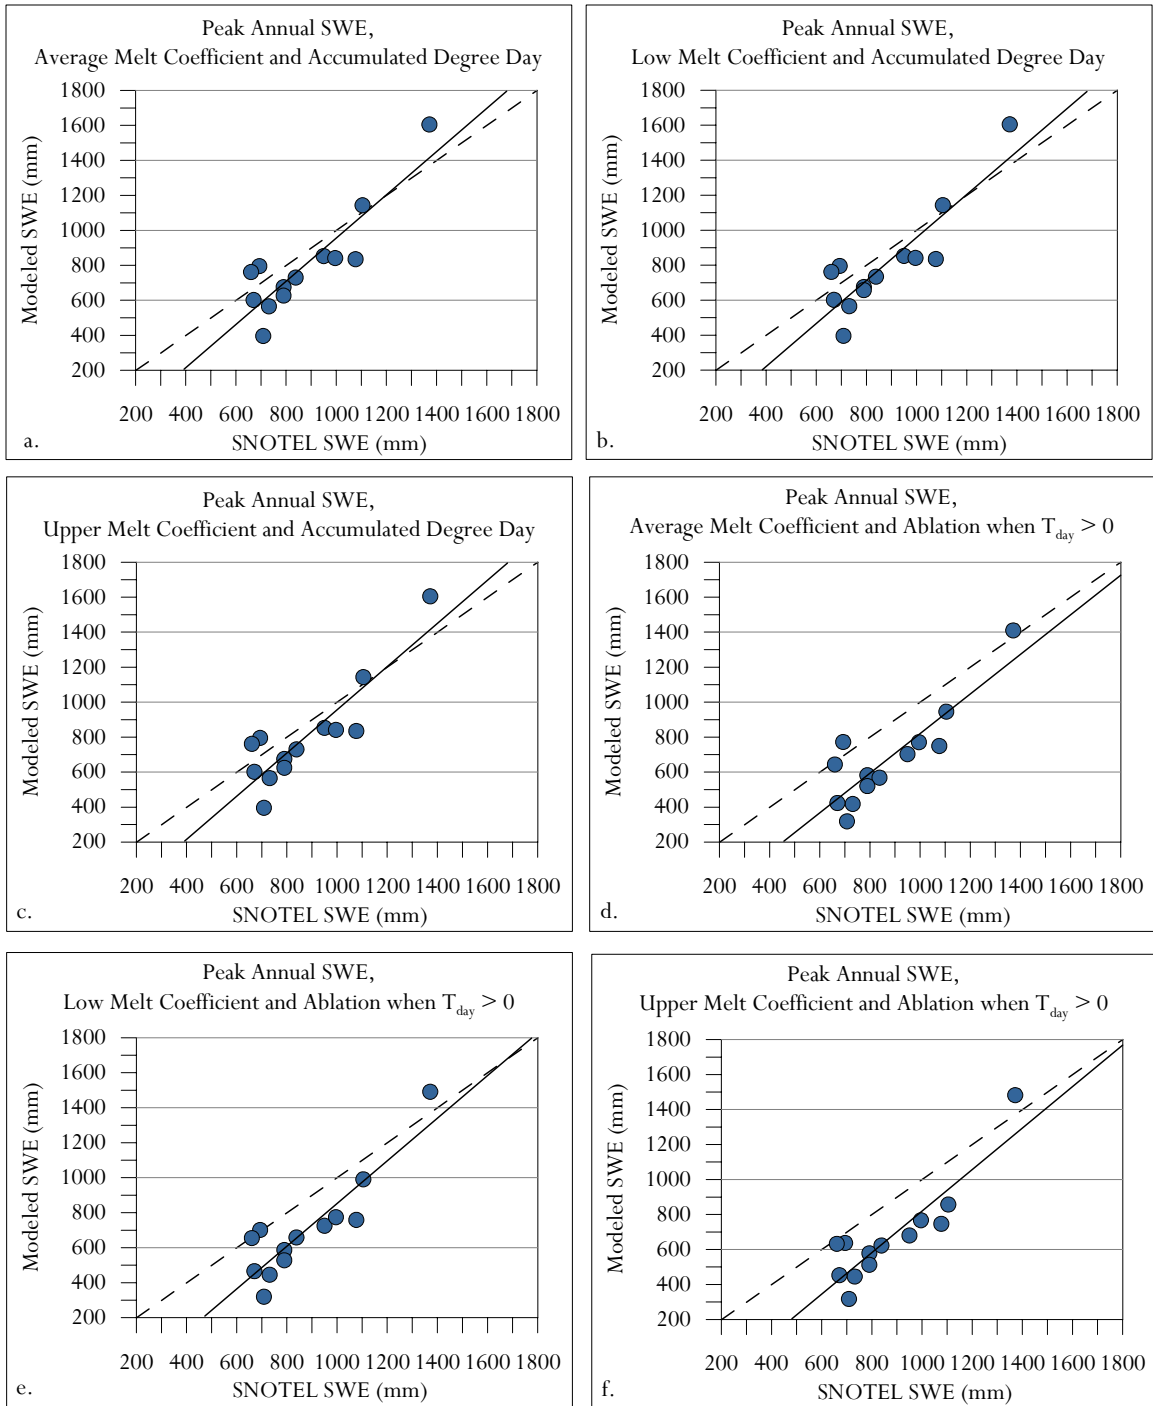 Peak Annual SWE,
Average Melt Coefficient and Accumulated Degree Day
1800
1600
1400
1200
1000
800
600
400
200
Modeled SWE (mm)
200 400 600 800 1000 1200 1400 1600 1800
SNOTEL SWE (mm)
a.
Peak Annual SWE,
Low Melt Coefficient and Accumulated Degree Day
1800
1600
1400
1200
1000
800
600
400
200
Modeled SWE (mm)
200 400 600 800 1000 1200 1400 1600 1800
SNOTEL SWE (mm)
b.
Peak Annual SWE,
Upper Melt Coefficient and Accumulated Degree Day
1800
1600
1400
1200
1000
800
600
400
200
Modeled SWE (mm)
200 400 600 800 1000 1200 1400 1600 1800
SNOTEL SWE (mm)
c.
Peak Annual SWE,
Average Melt Coefficient and Ablation when Tday > 0
1800
1600
1400
1200
1000
800
600
400
200
Modeled SWE (mm)
200 400 600 800 1000 1200 1400 1600 1800
SNOTEL SWE (mm)
d.
Peak Annual SWE,
Low Melt Coefficient and Ablation when Tday > 0
1800
1600
1400
1200
1000
800
600
400
200
Modeled SWE (mm)
200 400 600 800 1000 1200 1400 1600 1800
SNOTEL SWE (mm)
e.
Peak Annual SWE,
Upper Melt Coefficient and Ablation when Tday > 0
1800
1600
1400
1200
1000
800
600
400
200
Modeled SWE (mm)
200 400 600 800 1000 1200 1400 1600 1800
SNOTEL SWE (mm)
f.